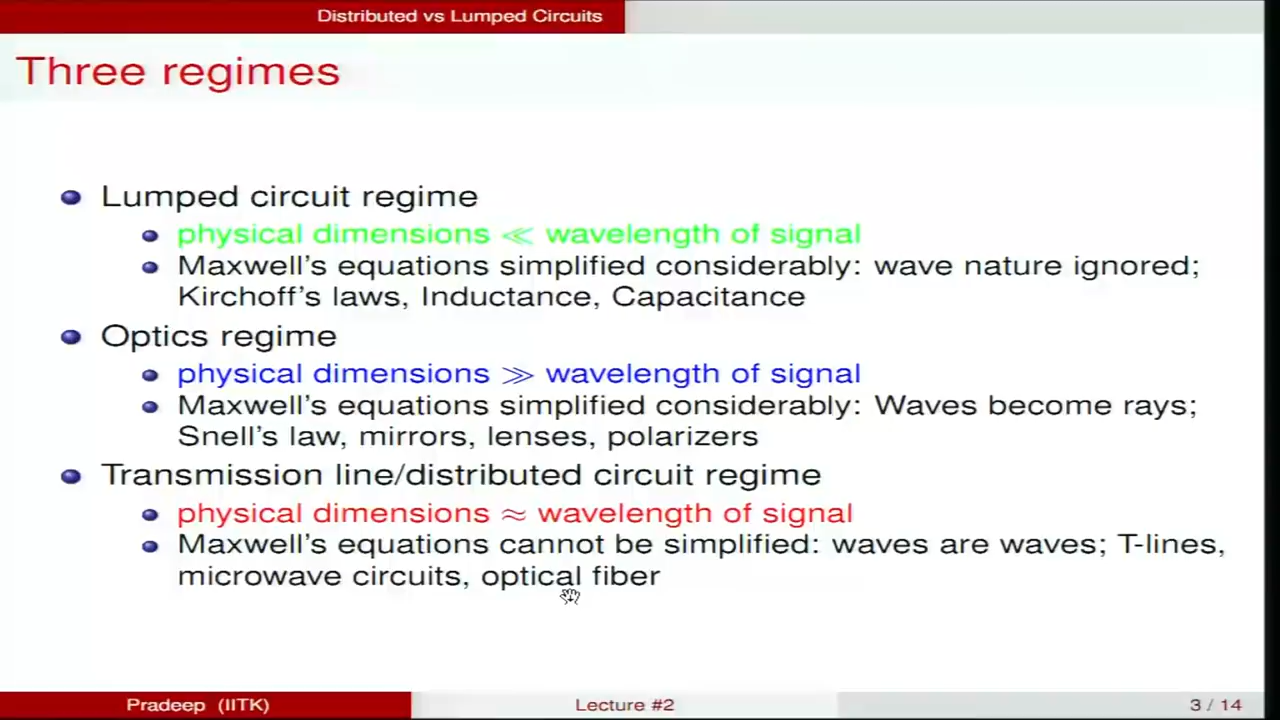 Distributed vs Lumped Circuits
Three regimes
Lumped circuit regime
physical dimensions ≪ wavelength of signal
Maxwell's equations simplified considerably: wave nature ignored;
Kirchoff's laws, Inductance, Capacitance
Optics regime
physical dimensions ≫ wavelength of signal
Maxwell's equations simplified considerably: Waves become rays;
Snell's law, mirrors, lenses, polarizers
Transmission line/distributed circuit regime
physical dimensions ≈ wavelength of signal
Maxwell's equations cannot be simplified: waves are waves; T-lines,
microwave circuits, optical fiber
Pradeep (IITK)
Lecture #2
3 / 14